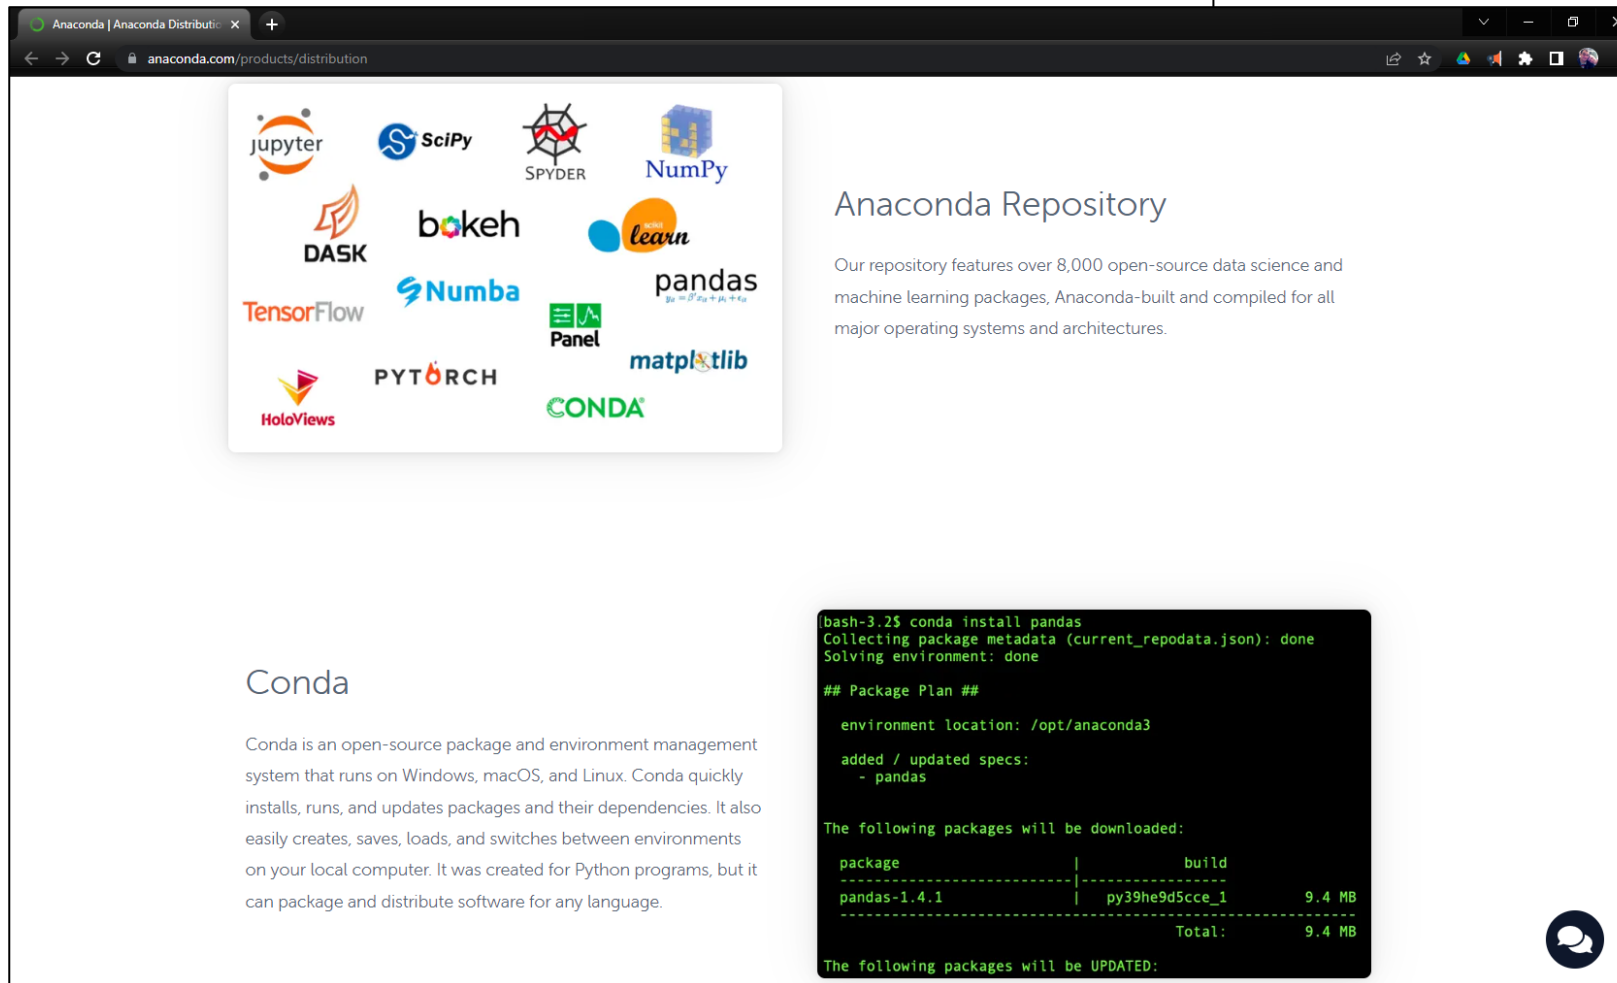 Anaconda | Anaconda Distributio
anaconda.com/products/distribution
jupyter
SciPy
SPYDER
NumPy
DASK
bokeh
scikit
learn
TensorFlow
Numba
pandas
Panel
matplotlib
HoloViews
PYTORCH
CONDA
Anaconda Repository
Our repository features over 8,000 open-source data science and
machine learning packages, Anaconda-built and compiled for all
major operating systems and architectures.
Conda
Conda is an open-source package and environment management
system that runs on Windows, macOS, and Linux. Conda quickly
installs, runs, and updates packages and their dependencies. It also
easily creates, saves, loads, and switches between environments
on your local computer. It was created for Python programs, but it
can package and distribute software for any language.
[bash-3.2$ conda install pandas
Collecting package metadata (current_repodata.json): done
Solving environment: done
## Package Plan ##
environment location: /opt/anaconda3
added / updated specs:
- pandas
The following packages will be downloaded:
package | build
---------------------------|-----------------
pandas-1.4.1 | py39he9d5cce_1 9.4 MB
------------------------------------------------------------
Total: 9.4 MB
The following packages will be UPDATED: